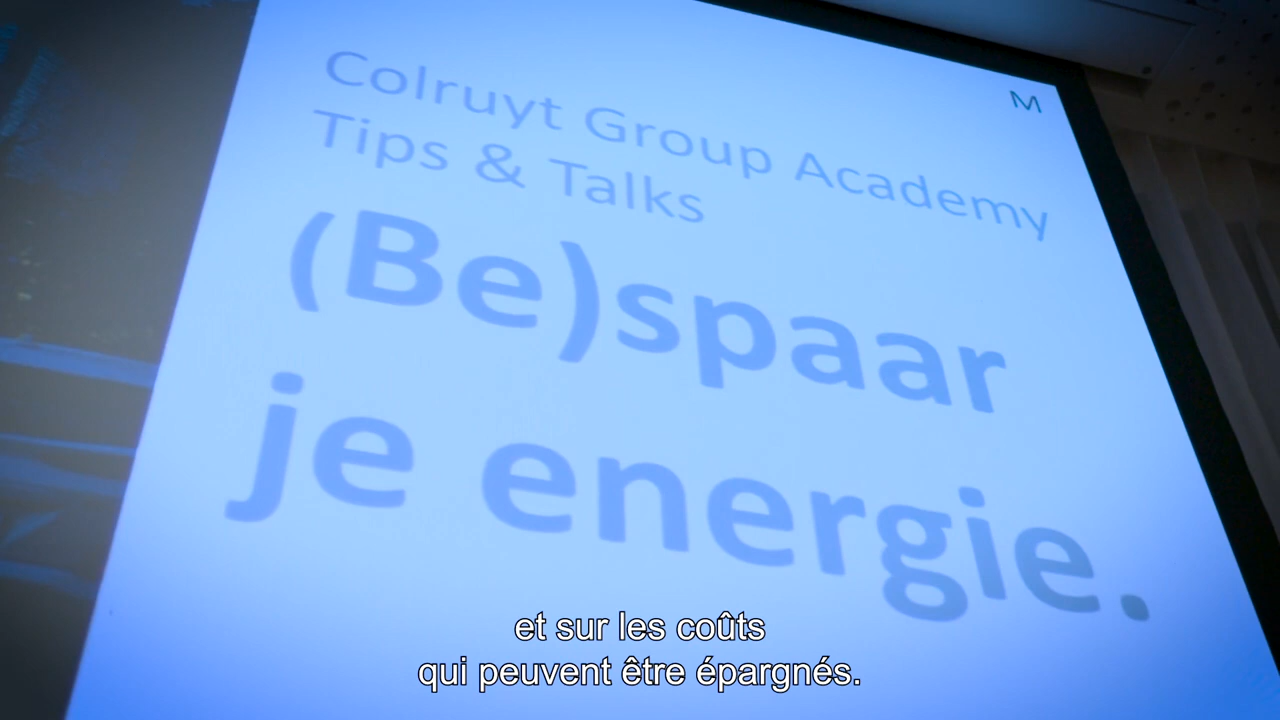 M
Colruyt Group Academy
Tips & Talks
(Be)spaar
je energie.
et sur les coûts
qui peuvent être épargnés.